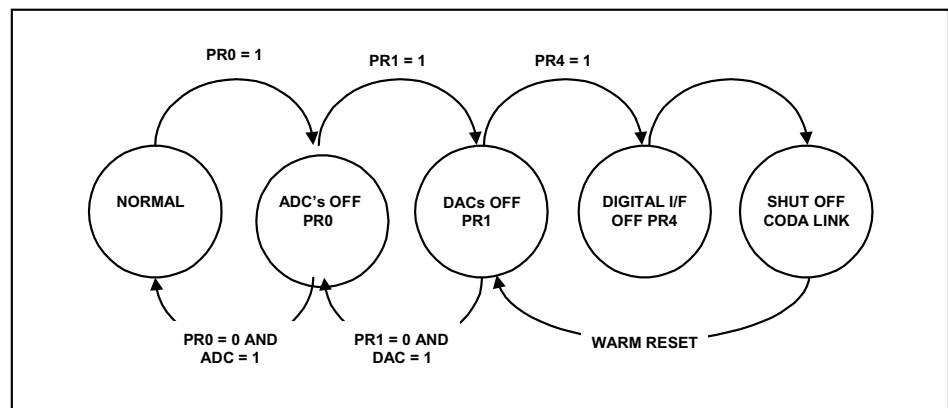 PR0 = 1
PR1 = 1
PR4 = 1
NORMAL
ADC's OFF
PR0
DACs OFF
PR1
DIGITAL I/F
OFF PR4
SHUT OFF
CODA LINK
PR0 = 0 AND
ADC = 1
PR1 = 0 AND
DAC = 1
WARM RESET